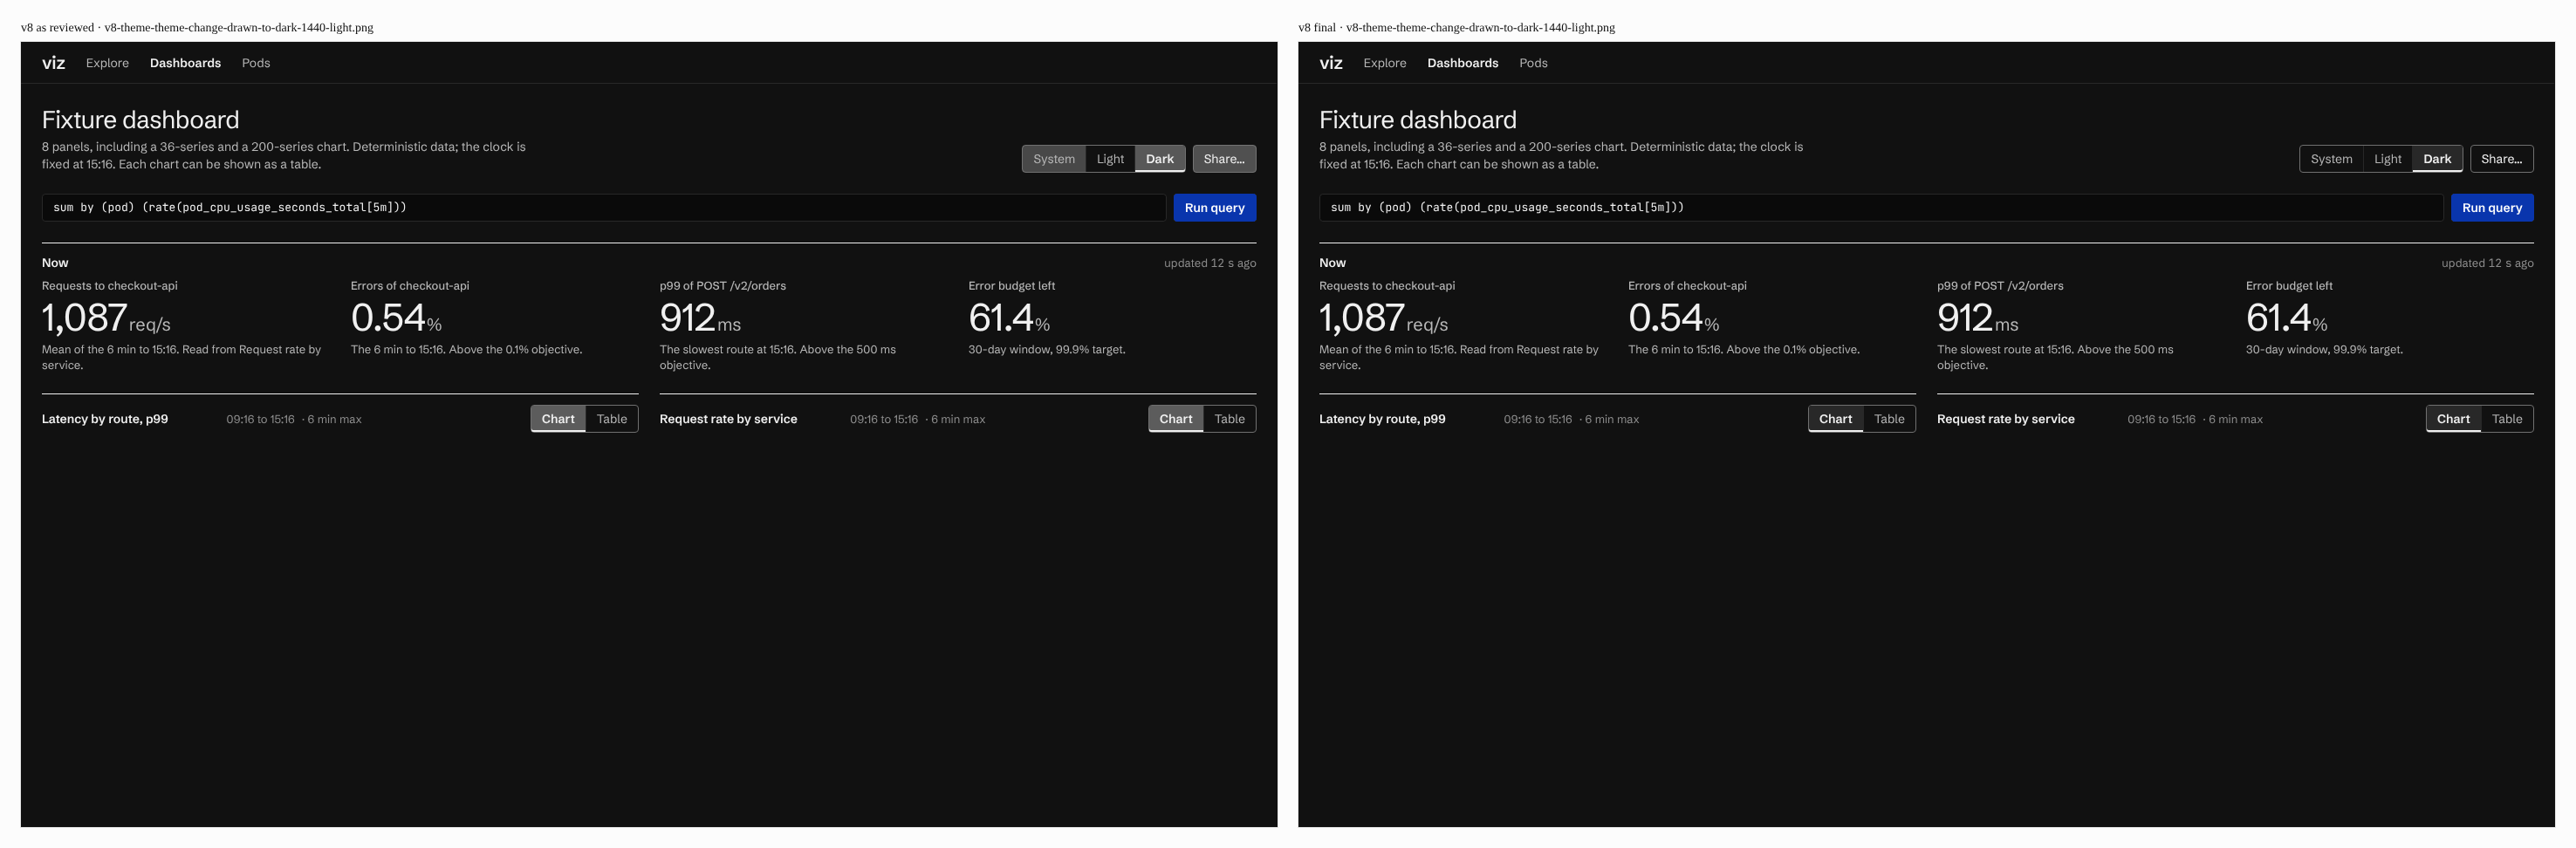 v8 as reviewed · v8-theme-theme-change-drawn-to-dark-1440-light.png
viz Explore Dashboards Pods
Fixture dashboard
8 panels, including a 36-series and a 200-series chart. Deterministic data; the clock is
fixed at 15:16. Each chart can be shown as a table.
System Light Dark Share...
sum by (pod) (rate(pod_cpu_usage_seconds_total[5m])) Run query
Now updated 12 s ago
Requests to checkout-api Errors of checkout-api p99 of POST /v2/orders Error budget left
1,087req/s 0.54% 912ms 61.4%
Mean of the 6 min to 15:16. Read from Request rate by The 6 min to 15:16. Above the 0.1% objective. The slowest route at 15:16. Above the 500 ms 30-day window, 99.9% target.
service. objective.
Latency by route, p99 09:16 to 15:16 · 6 min max Chart Table Request rate by service 09:16 to 15:16 · 6 min max Chart Table
v8 final · v8-theme-theme-change-drawn-to-dark-1440-light.png
viz Explore Dashboards Pods
Fixture dashboard
8 panels, including a 36-series and a 200-series chart. Deterministic data; the clock is
fixed at 15:16. Each chart can be shown as a table.
System Light Dark Share...
sum by (pod) (rate(pod_cpu_usage_seconds_total[5m])) Run query
Now updated 12 s ago
Requests to checkout-api Errors of checkout-api p99 of POST /v2/orders Error budget left
1,087req/s 0.54% 912ms 61.4%
Mean of the 6 min to 15:16. Read from Request rate by The 6 min to 15:16. Above the 0.1% objective. The slowest route at 15:16. Above the 500 ms 30-day window, 99.9% target.
service. objective.
Latency by route, p99 09:16 to 15:16 · 6 min max Chart Table Request rate by service 09:16 to 15:16 · 6 min max Chart Table